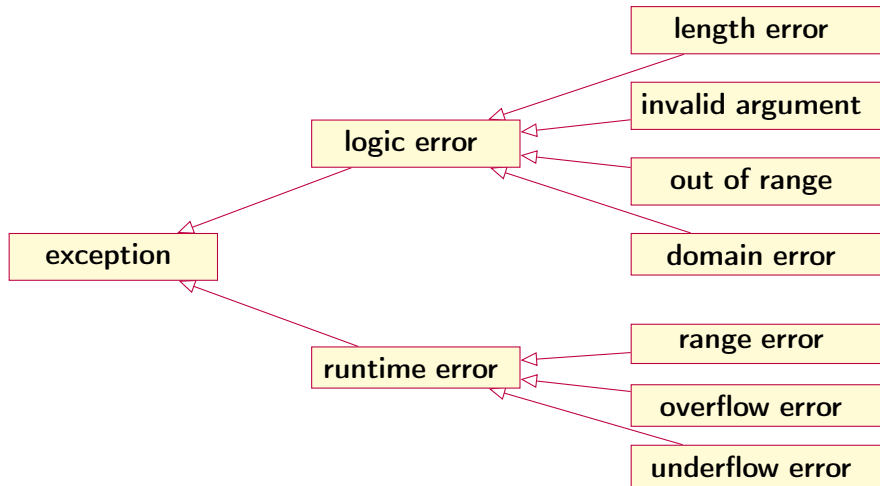 length error
invalid argument
logic error
out of range
exception
domain error
range error
runtime error
overflow error
underflow error